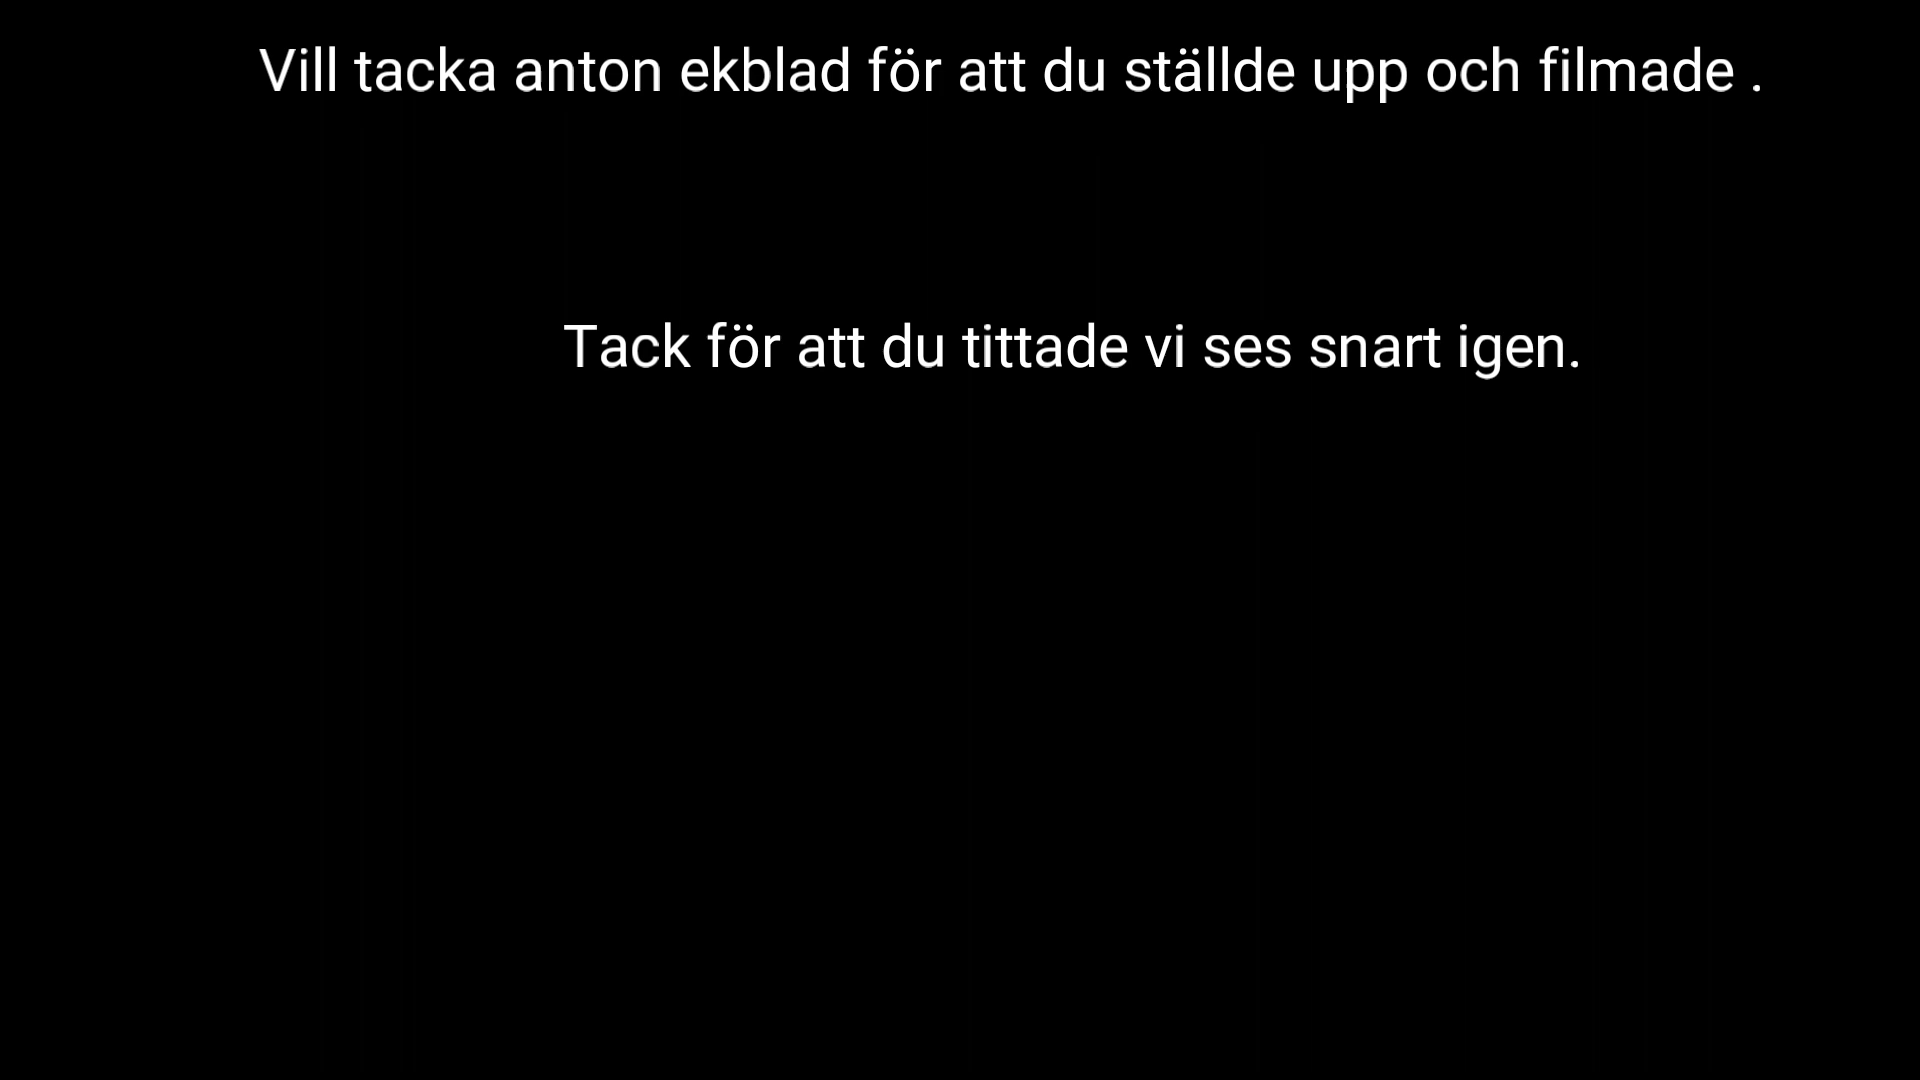 Vill tacka anton ekblad för att du ställde upp och filmade .
Tack för att du tittade vi ses snart igen.